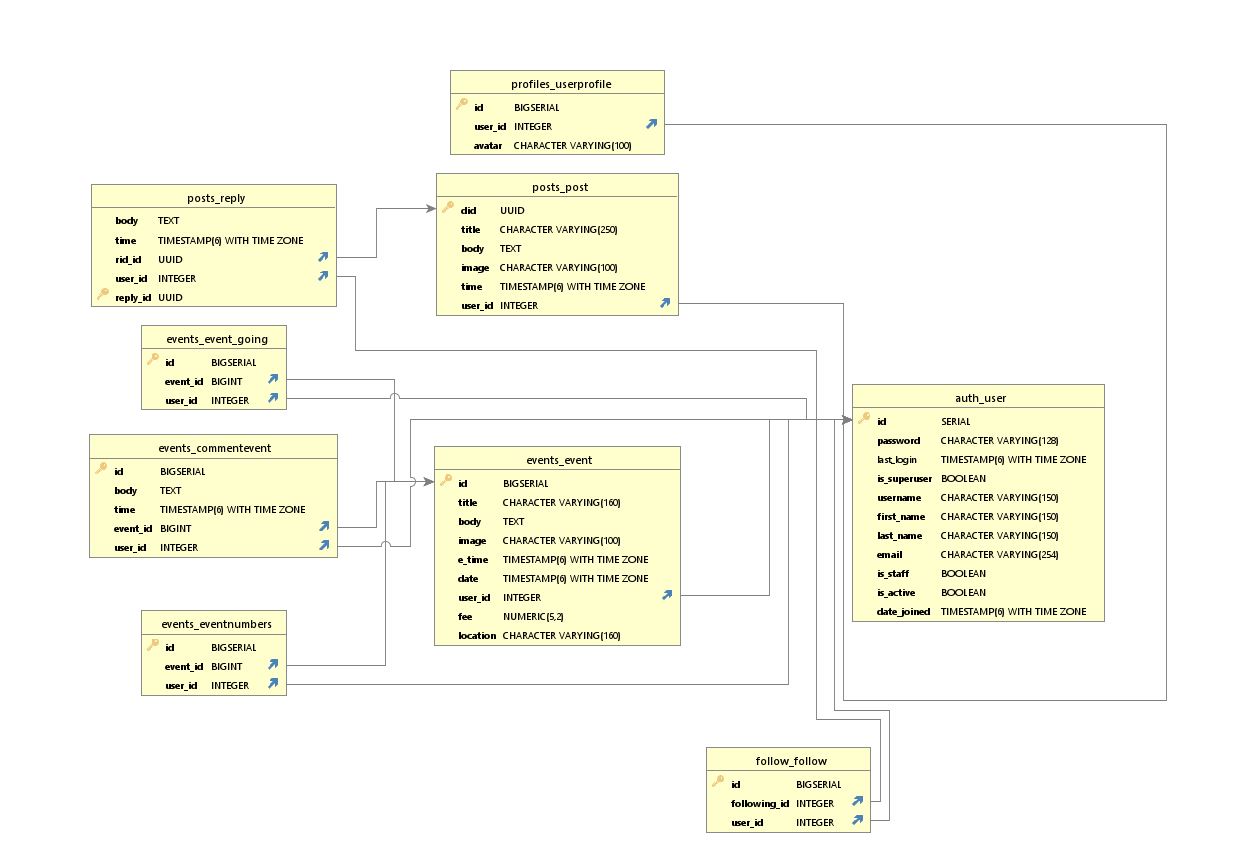 profiles_userprofile
id BIGSERIAL
user_id INTEGER
avatar CHARACTER VARYING(100)
posts_reply
body TEXT
time TIMESTAMP(6) WITH TIME ZONE
rid_id UUID
user_id INTEGER
reply_id UUID
posts_post
did UUID
title CHARACTER VARYING(250)
body TEXT
image CHARACTER VARYING(100)
time TIMESTAMP(6) WITH TIME ZONE
user_id INTEGER
events_event_going
id BIGSERIAL
event_id BIGINT
user_id INTEGER
auth_user
id SERIAL
password CHARACTER VARYING(128)
last_login TIMESTAMP(6) WITH TIME ZONE
is_superuser BOOLEAN
username CHARACTER VARYING(150)
first_name CHARACTER VARYING(150)
last_name CHARACTER VARYING(150)
email CHARACTER VARYING(254)
is_staff BOOLEAN
is_active BOOLEAN
date_joined TIMESTAMP(6) WITH TIME ZONE
events_commentevent
id BIGSERIAL
body TEXT
time TIMESTAMP(6) WITH TIME ZONE
event_id BIGINT
user_id INTEGER
events_event
id BIGSERIAL
title CHARACTER VARYING(160)
body TEXT
image CHARACTER VARYING(100)
e_time TIMESTAMP(6) WITH TIME ZONE
date TIMESTAMP(6) WITH TIME ZONE
user_id INTEGER
fee NUMERIC(5,2)
location CHARACTER VARYING(160)
events_eventnumbers
id BIGSERIAL
event_id BIGINT
user_id INTEGER
follow_follow
id BIGSERIAL
following_id INTEGER
user_id INTEGER